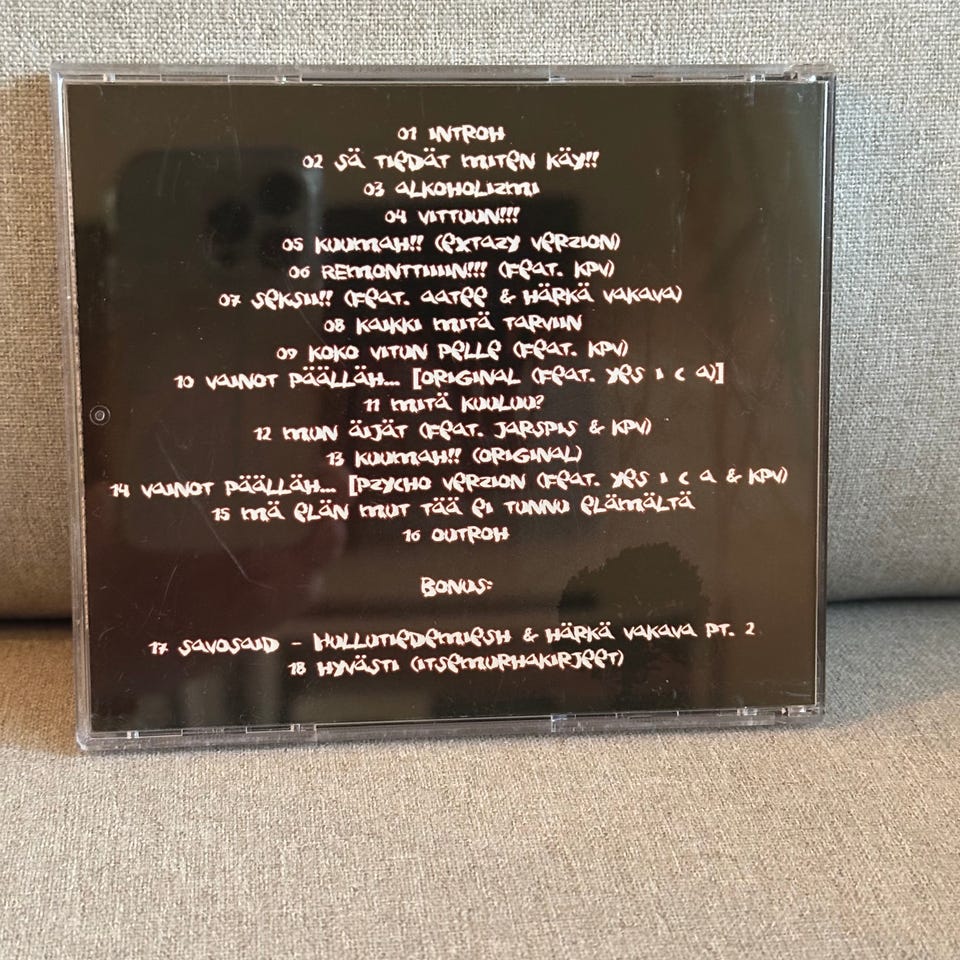 01 INTROH
02 SÄ TIEDÄT MITEN KÄY!!
03 ALKOHOLIZMI
04 VITTUUN!!!
05 KUUMAH!! (EXTAZY VERZION)
06 REMONTTIIIIN!!! (FEAT. KPV)
07 SEKSII!! (FEAT. AATEE & HÄRKÄ VAKAVA)
08 KAIKKI MITÄ TARVIIN
09 KOKO VITUN PELLE (FEAT. KPV)
10 VAINOT PÄÄLLÄH... [ORIGINAL (FEAT. YES I C A)]
11 MITÄ KUULUU?
12 MUN ÄIJÄT (FEAT. JARSPIS & KPV)
13 KUUMAH!! (ORIGINAL)
14 VAINOT PÄÄLLÄH... [PZYCHO VERZION (FEAT. YES I C A & KPV)
15 MÄ ELÄN MUT TÄÄ EI TUNNU ELÄMÄLTÄ
16 OUTROH
BONUS:
17 SAVOSAID - HULLUTIEDEMIESH & HÄRKÄ VAKAVA PT. 2
18 HYVÄSTI (ITSEMURHAKIRJEET)